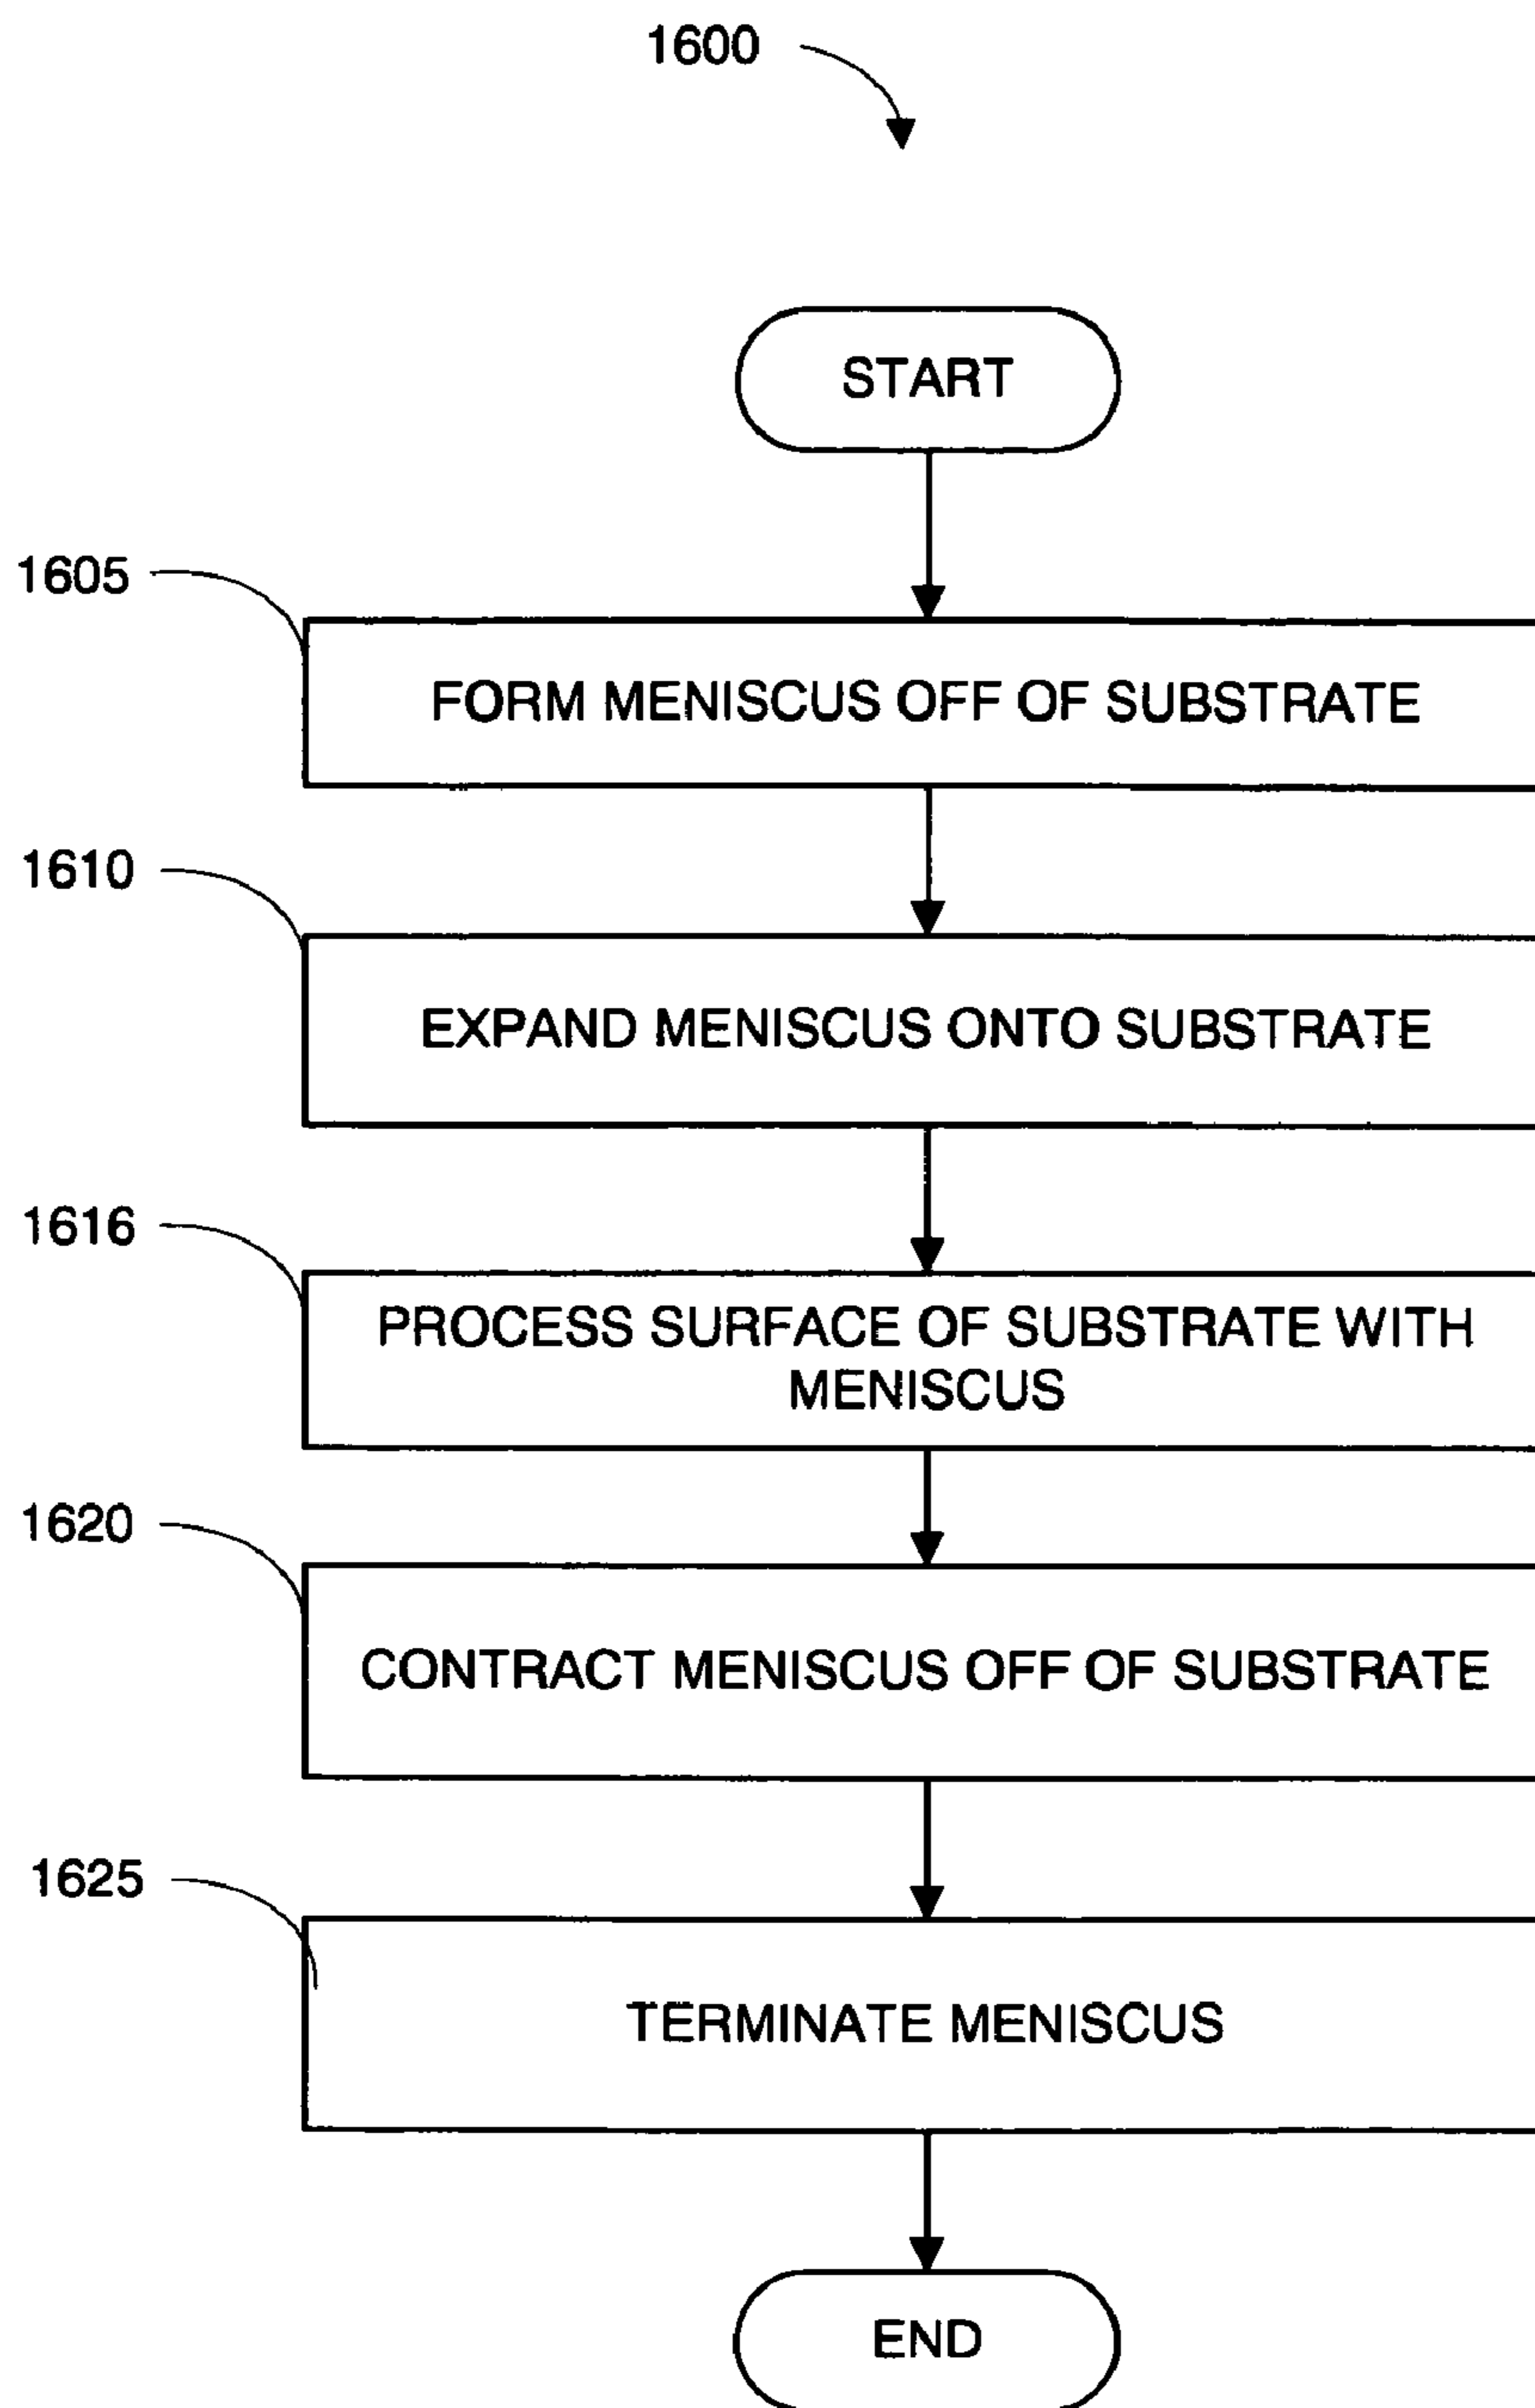 1600
START
1605
FORM MENISCUS OFF OF SUBSTRATE
1610
EXPAND MENISCUS ONTO SUBSTRATE
1616
PROCESS SURFACE OF SUBSTRATE WITH
MENISCUS
1620
CONTRACT MENISCUS OFF OF SUBSTRATE
1625
TERMINATE MENISCUS
END